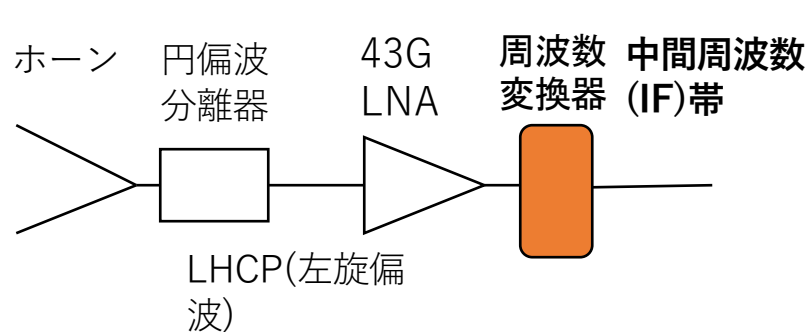 ホーン
円偏波
分離器
43G
LNA
周波数
変換器
中間周波数
(IF)帯
LHCP(左旋偏
波)